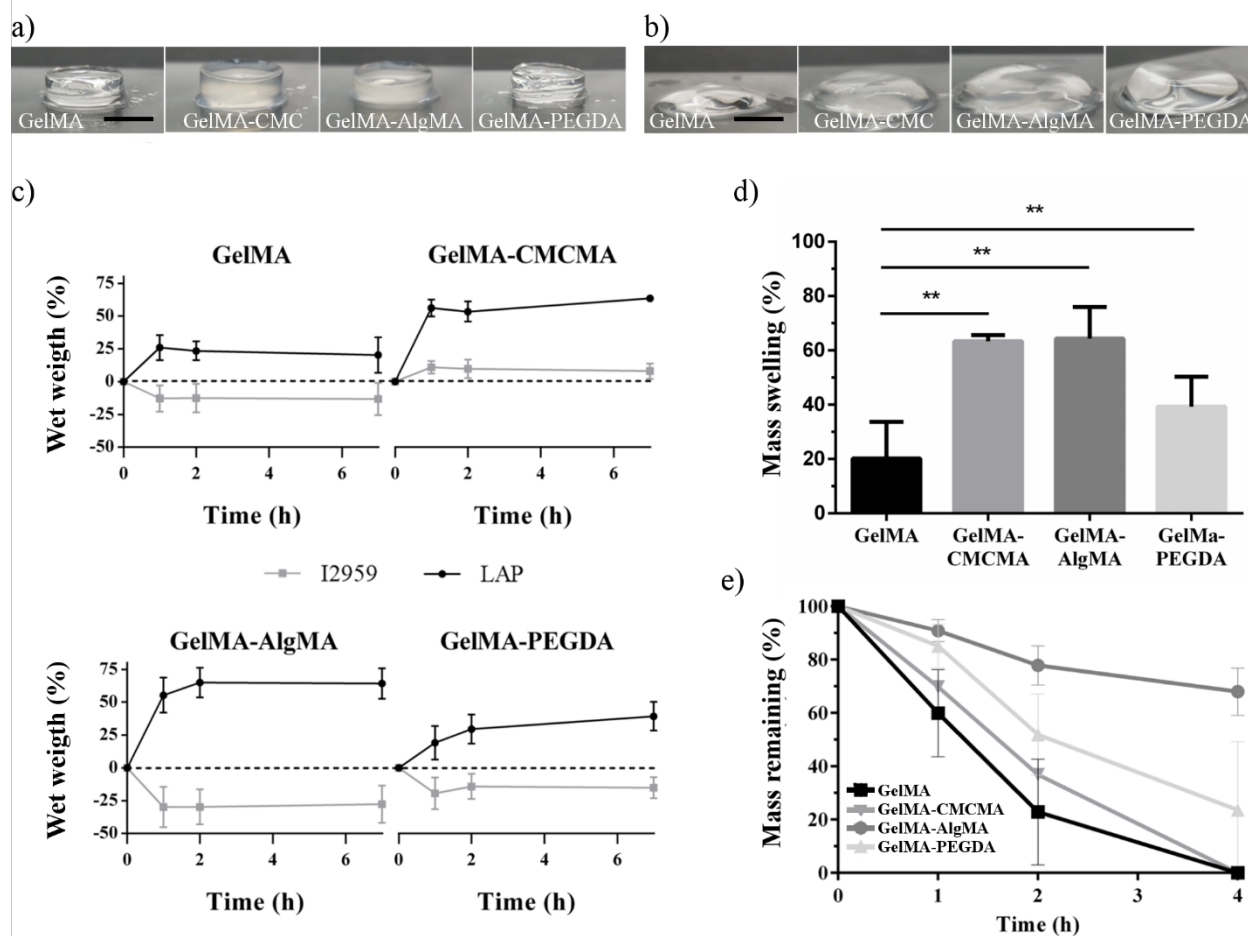 a)
GelMA
GelMA-CMC
GelMA-AlgMA
GelMA-PEGDA
b)
GelMA
GelMA-CMC
GelMA-AlgMA
GelMA-PEGDA
c)
GelMA
GelMA-CMCMA
Wet weigth (%)
75
50
25
0
-25
-50
0
2
4
6
0
2
4
6
Time (h)
Time (h)
I2959
LAP
GelMA-AlgMA
GelMA-PEGDA
Wet weigth (%)
75
50
25
0
-25
-50
0
2
4
6
0
2
4
6
Time (h)
Time (h)
d)
**
**
**
Mass swelling (%)
100
80
60
40
20
0
GelMA
GelMA-
CMCMA
GelMA-
AlgMA
GelMa-
PEGDA
e)
Mass remaining (%)
100
80
60
40
20
0
GelMA
GelMA-CMCMA
GelMA-AlgMA
GelMA-PEGDA
0
1
2
3
4
Time (h)